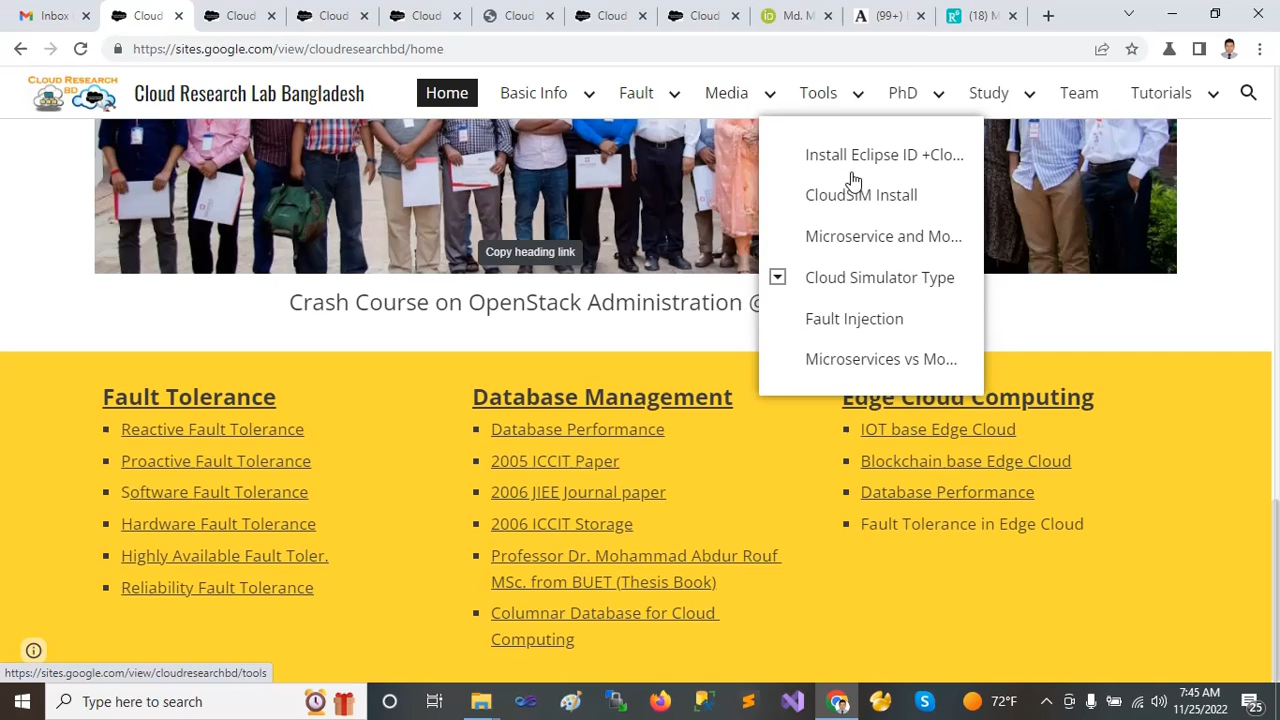 Inbox
Cloud
Cloud
Cloud
Cloud
Cloud
Cloud
Cloud
Md. M
(99+)
(18) M
https://sites.google.com/view/cloudresearchbd/home
CLOUD RESEARCH
BD
Cloud Research Lab Bangladesh
Home
Basic Info
Fault
Media
Tools
PhD
Study
Team
Tutorials
Install Eclipse ID +Clo...
CloudSIM Install
Microservice and Mo...
Cloud Simulator Type
Fault Injection
Microservices vs Mo...
Copy heading link
Crash Course on OpenStack Administration @
Fault Tolerance
Reactive Fault Tolerance
Proactive Fault Tolerance
Software Fault Tolerance
Hardware Fault Tolerance
Highly Available Fault Toler.
Reliability Fault Tolerance
Database Management
Database Performance
2005 ICCIT Paper
2006 JIEE Journal paper
2006 ICCIT Storage
Professor Dr. Mohammad Abdur Rouf
MSc. from BUET (Thesis Book)
Columnar Database for Cloud
Computing
Edge Cloud Computing
IOT base Edge Cloud
Blockchain base Edge Cloud
Database Performance
Fault Tolerance in Edge Cloud
https://sites.google.com/view/cloudresearchbd/tools
Type here to search
72°F
7:45 AM
11/25/2022
25